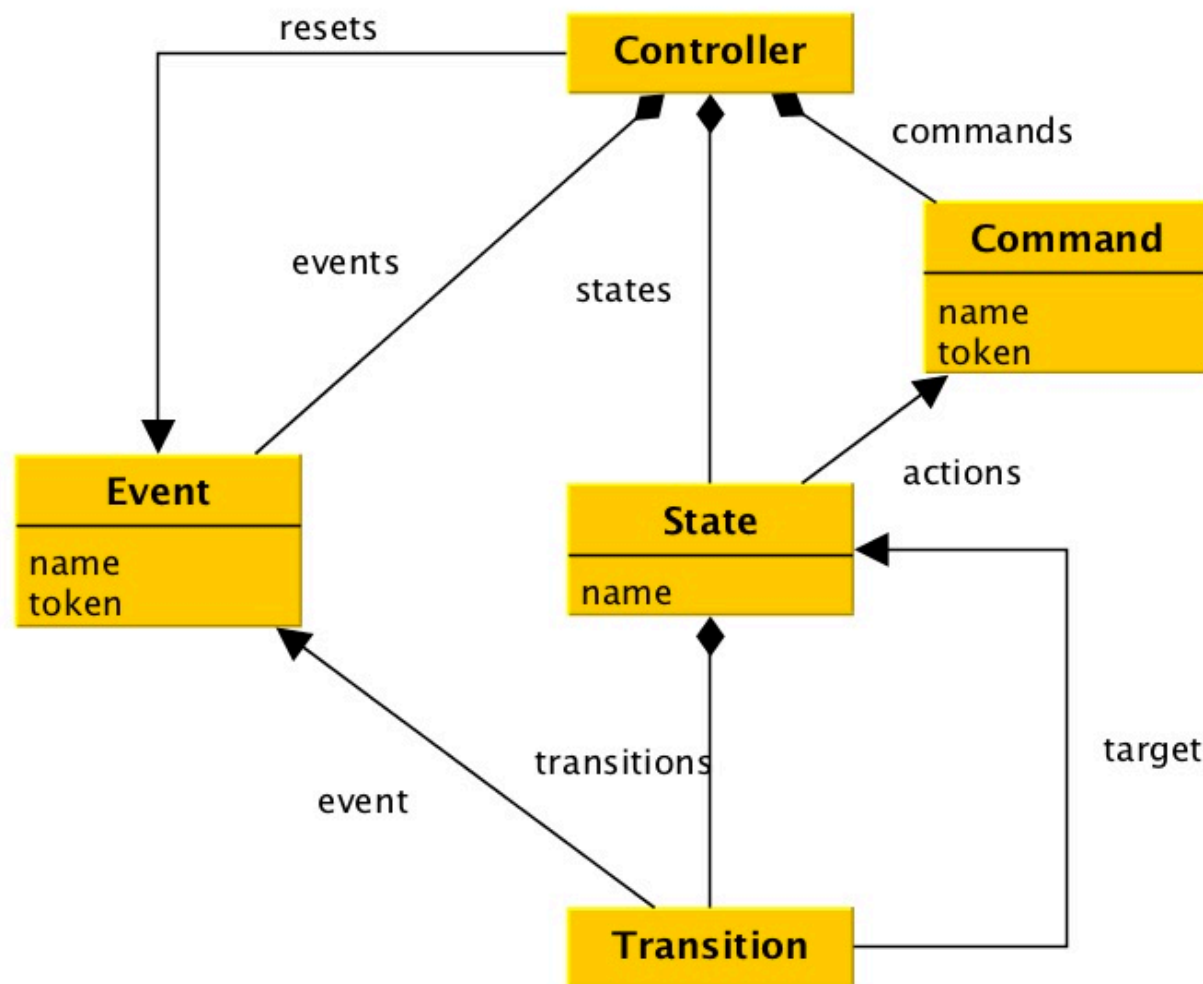 resets
Controller
commands
Command
name
token
events
states
actions
Event
name
token
State
name
transitions
target
event
Transition